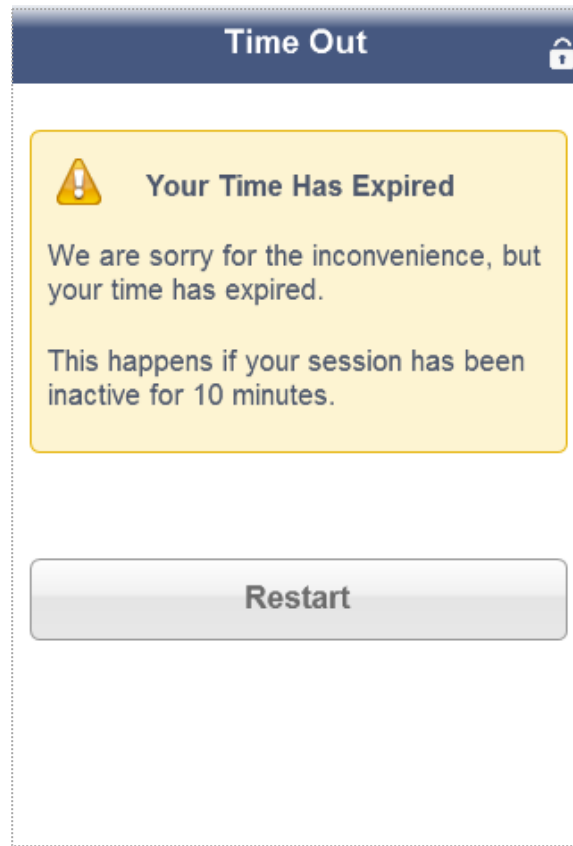 Time Out
Your Time Has Expired
We are sorry for the inconvenience, but
your time has expired.
This happens if your session has been
inactive for 10 minutes.
Restart